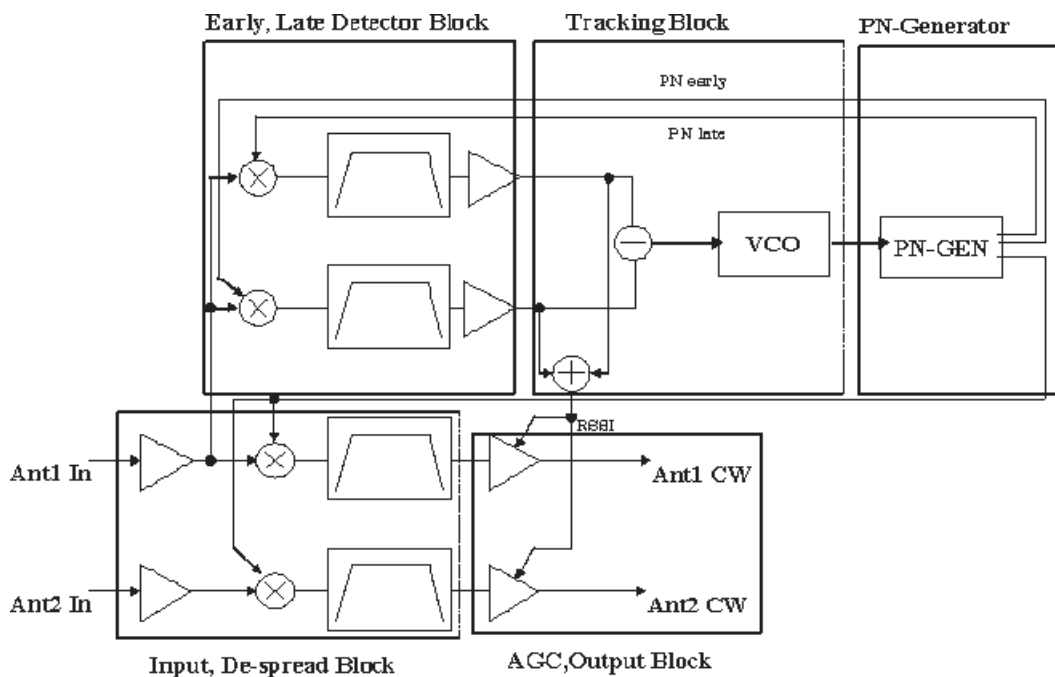 Early, Late Detector Block
Tracking Block
PN-Generator
PN early
PN late
VCO
PN-GEN
RSSI
Ant1 In
Ant1 CW
Ant2 In
Ant2 CW
Input, De-spread Block
AGC,Output Block